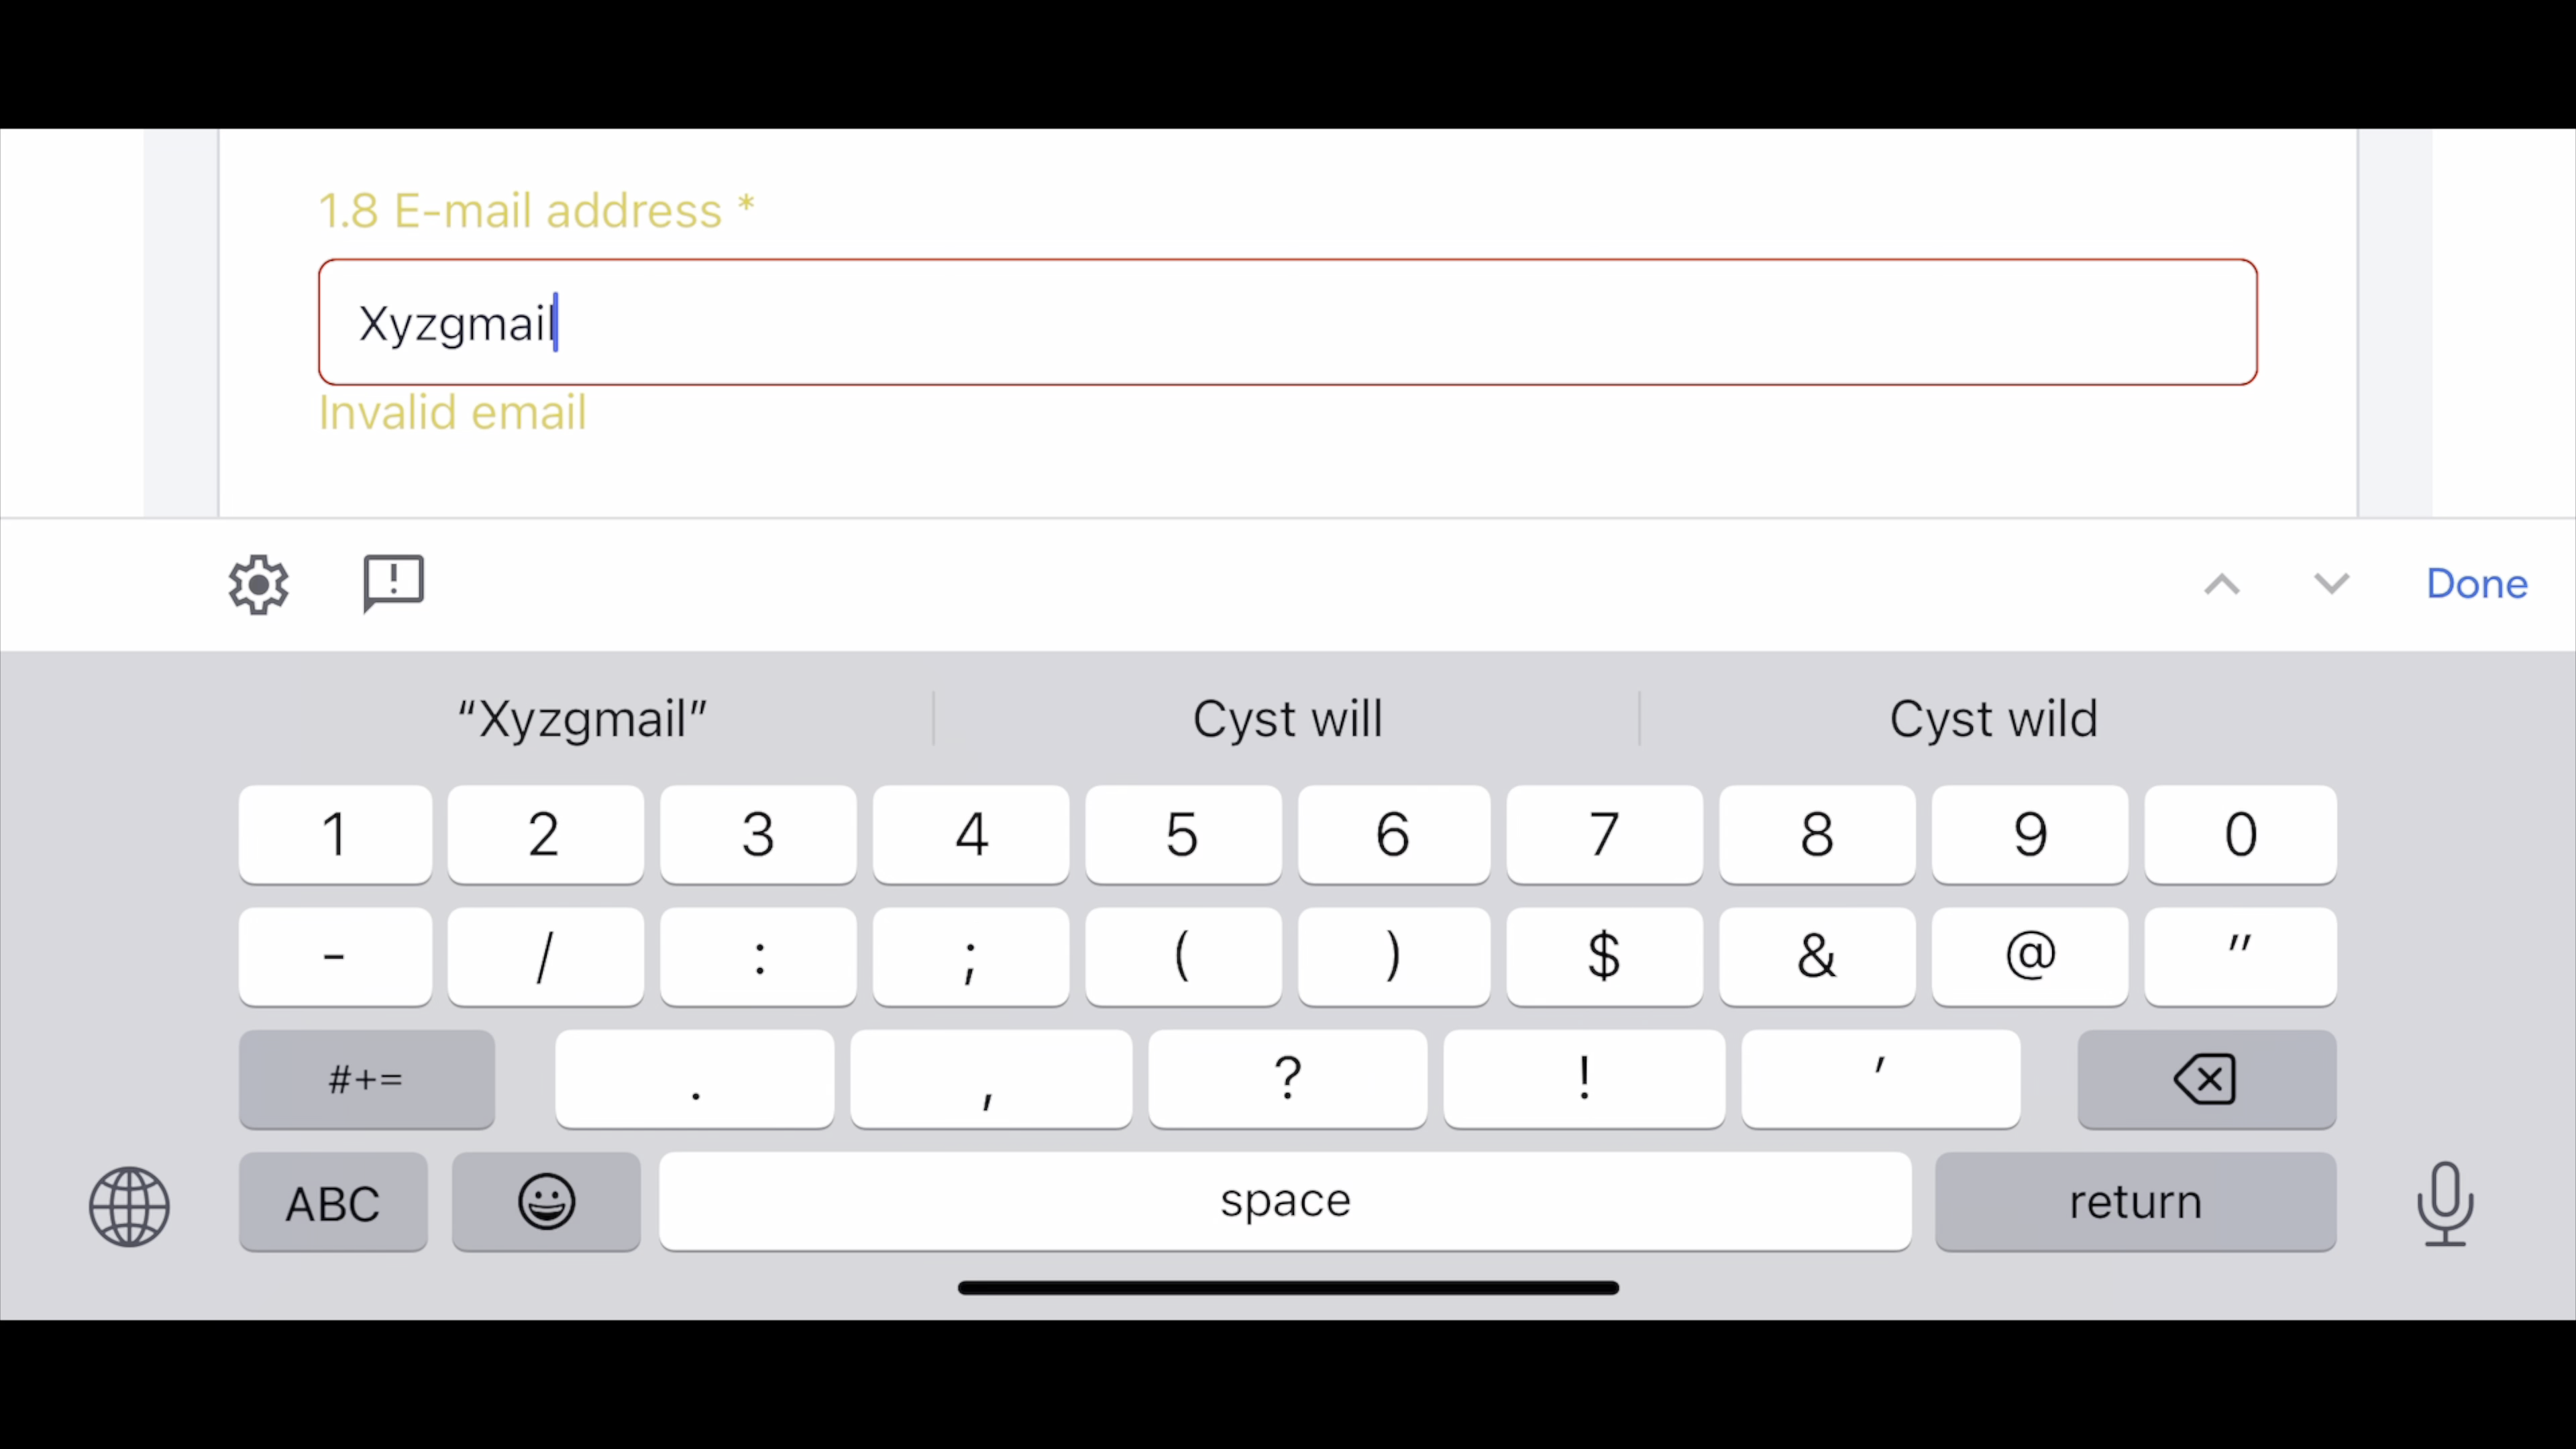 1.8 E-mail address *
Xyzgmail
Invalid email
Done
“Xyzgmail” Cyst will Cyst wild
1 2 3 4 5 6 7 8 9 0
- / : ; ( ) $ & @ "
#+= . , ? ! '
ABC space return